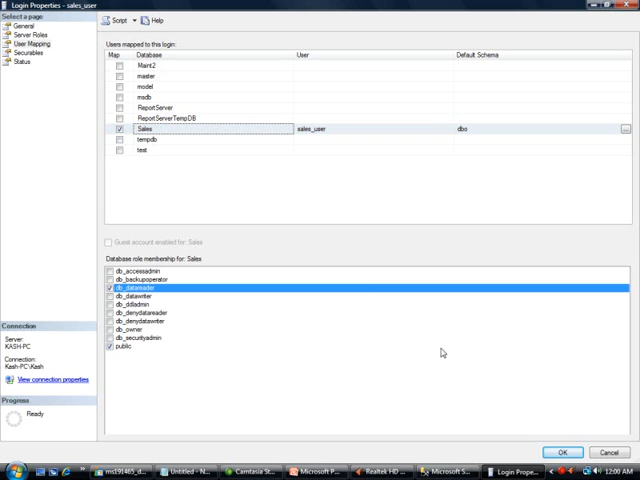 Login Properties - sales_user
Select a page
General
Server Roles
User Mapping
Securables
Status
Script
Help
Users mapped to this login:
Map Database User Default Schema
Maint2
master
model
msdb
ReportServer
ReportServerTempDB
Sales sales_user dbo ...
tempdb
test
Guest account enabled for: Sales
Database role membership for: Sales
db_accessadmin
db_backupoperator
db_datareader
db_datawriter
db_ddladmin
db_denydatareader
db_denydatawriter
db_owner
db_securityadmin
public
Connection
Server:
KASH-PC
Connection:
Kash-PC\Kash
View connection properties
Progress
Ready
OK Cancel
ms191465_d... Untitled - N... Camtasia St... Microsoft P... Realtek HD ... Microsoft S... Login Prope... 12:00 AM